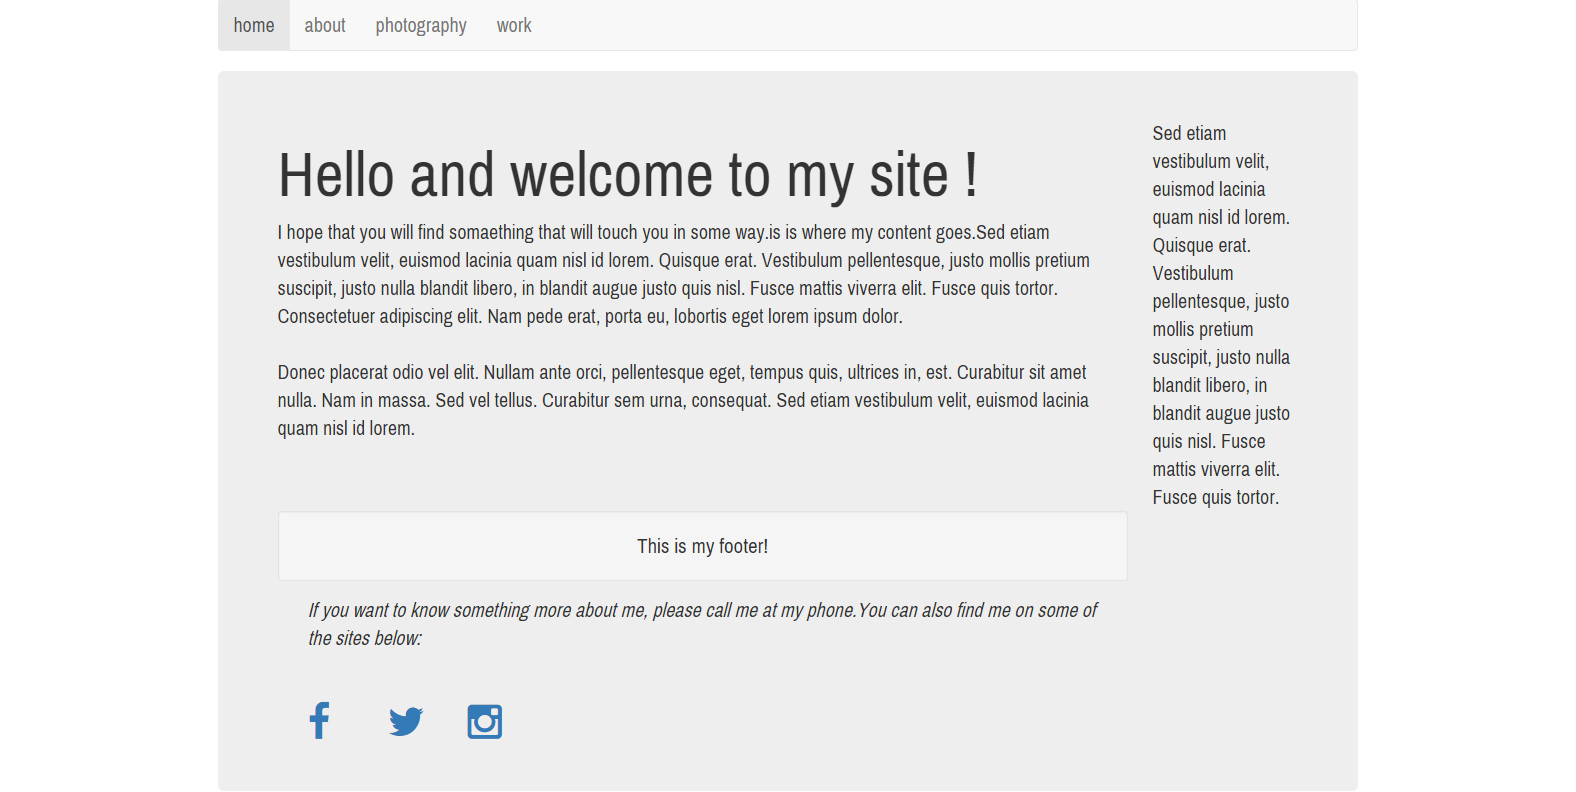 home about photography work
Hello and welcome to my site !
I hope that you will find somaething that will touch you in some way.is is where my content goes.Sed etiam
vestibulum velit, euismod lacinia quam nisl id lorem. Quisque erat. Vestibulum pellentesque, justo mollis pretium
suscipit, justo nulla blandit libero, in blandit augue justo quis nisl. Fusce mattis viverra elit. Fusce quis tortor.
Consectetuer adipiscing elit. Nam pede erat, porta eu, lobortis eget lorem ipsum dolor.
Donec placerat odio vel elit. Nullam ante orci, pellentesque eget, tempus quis, ultrices in, est. Curabitur sit amet
nulla. Nam in massa. Sed vel tellus. Curabitur sem urna, consequat. Sed etiam vestibulum velit, euismod lacinia
quam nisl id lorem.
This is my footer!
If you want to know something more about me, please call me at my phone.You can also find me on some of
the sites below:
Sed etiam
vestibulum velit,
euismod lacinia
quam nisl id lorem.
Quisque erat.
Vestibulum
pellentesque, justo
mollis pretium
suscipit, justo nulla
blandit libero, in
blandit augue justo
quis nisl. Fusce
mattis viverra elit.
Fusce quis tortor.